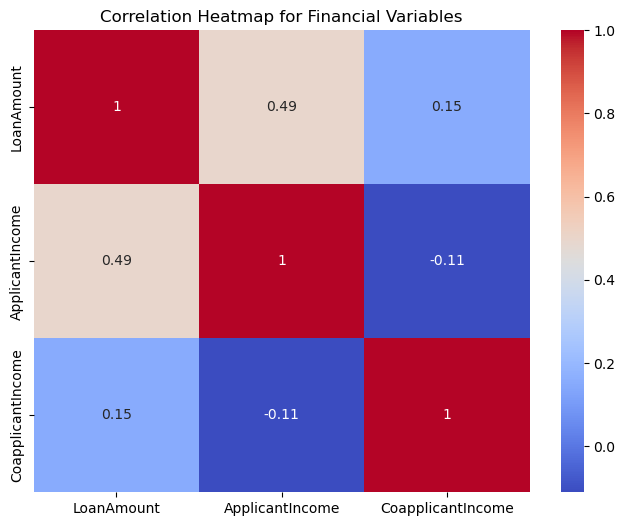 Correlation Heatmap for Financial Variables
LoanAmount
1
0.49
0.15
ApplicantIncome
0.49
1
-0.11
CoapplicantIncome
0.15
-0.11
1
LoanAmount
ApplicantIncome
CoapplicantIncome
1.0
0.8
0.6
0.4
0.2
0.0